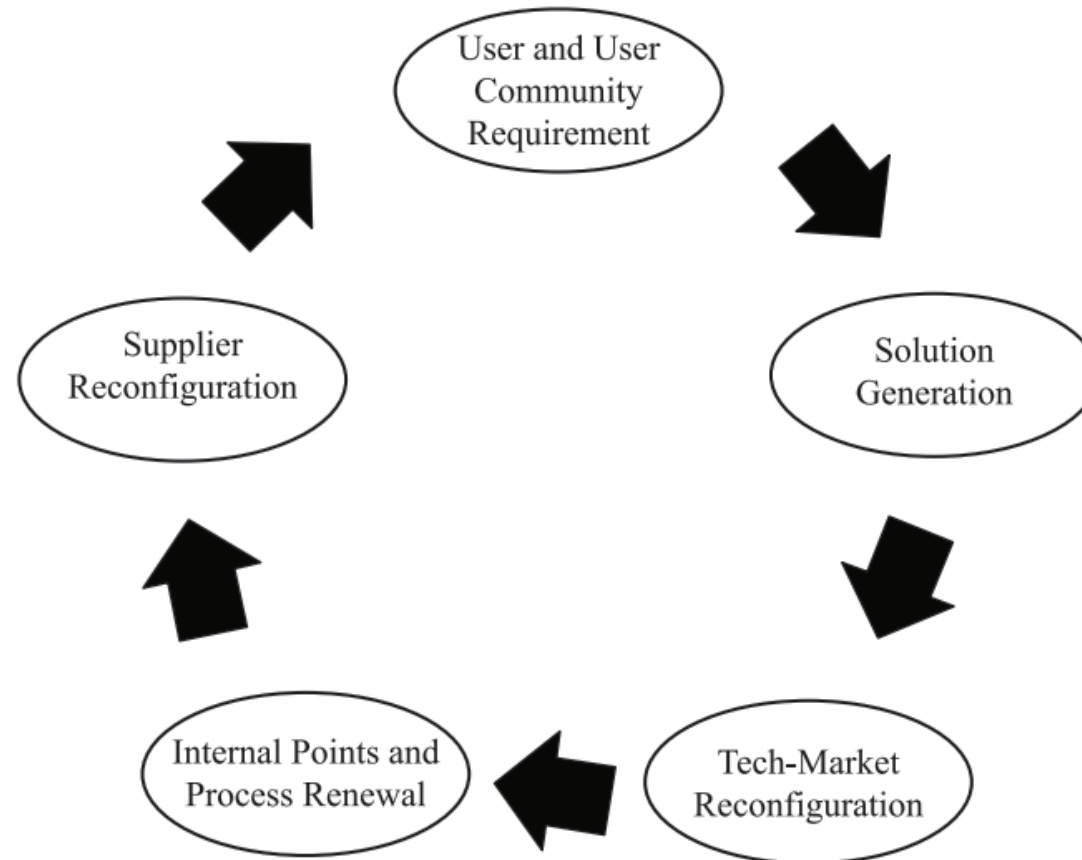 User and User
Community
Requirement
Solution
Generation
Tech-Market
Reconfiguration
Internal Points and
Process Renewal
Supplier
Reconfiguration